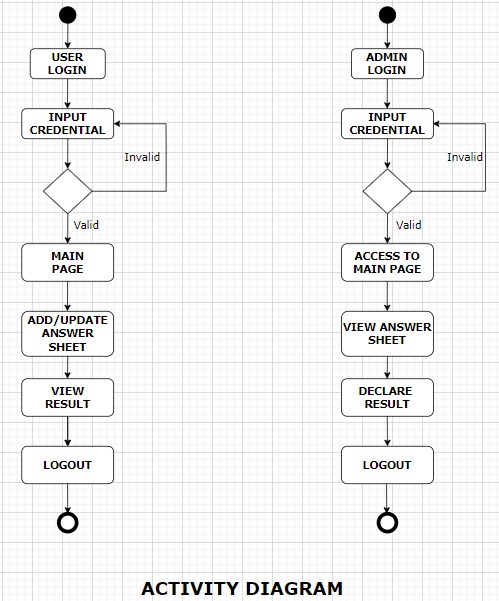 USER
LOGIN
INPUT
CREDENTIAL
Invalid
Valid
MAIN
PAGE
ADD/UPDATE
ANSWER
SHEET
VIEW
RESULT
LOGOUT
ADMIN
LOGIN
INPUT
CREDENTIAL
Invalid
Valid
ACCESS TO
MAIN PAGE
VIEW ANSWER
SHEET
DECLARE
RESULT
LOGOUT
ACTIVITY DIAGRAM